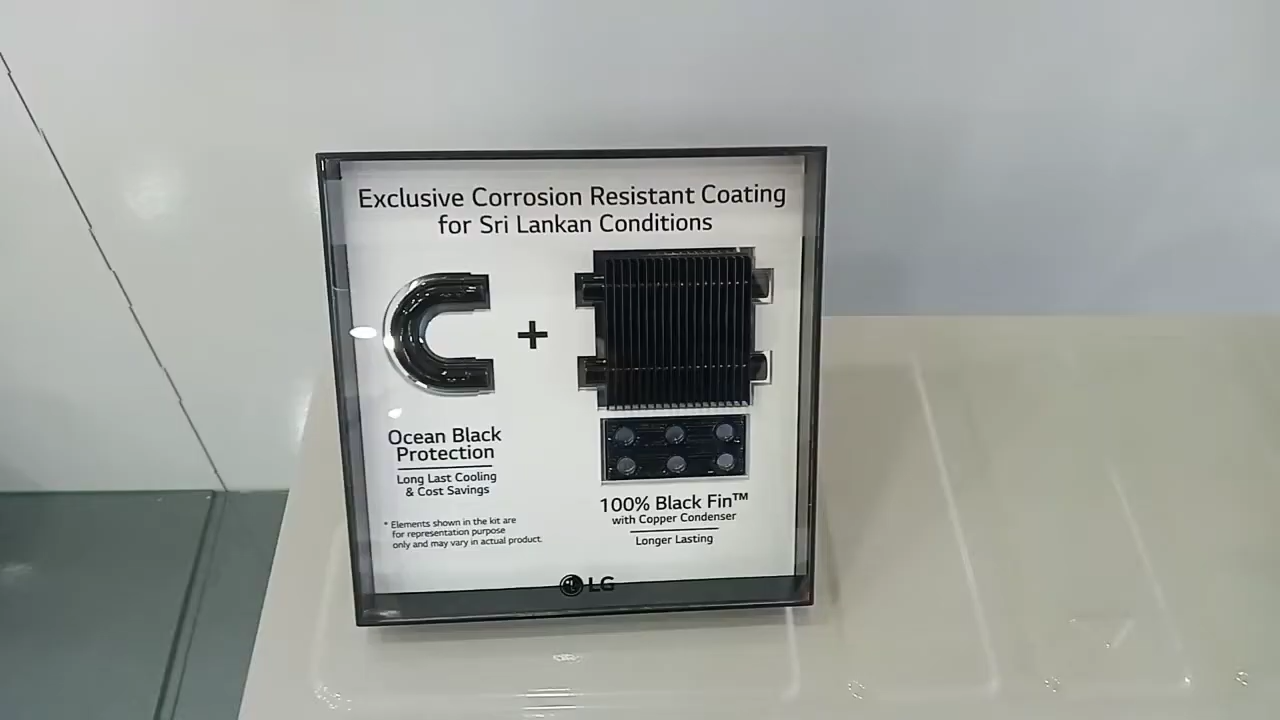 Exclusive Corrosion Resistant Coating
for Sri Lankan Conditions
+
Ocean Black
Protection
Long Last Cooling
& Cost Savings
* Elements shown in the kit are
for representation purpose
only and may vary in actual product.
100% Black Fin™
with Copper Condenser
Longer Lasting
LG